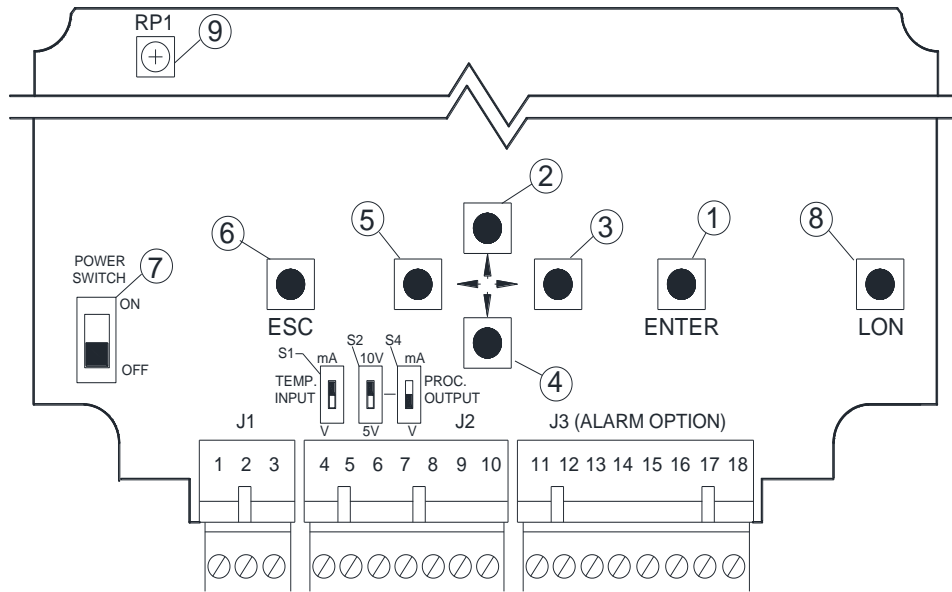 RP1
9
2
6
5
3
1
8
POWER
SWITCH
7
ON
OFF
ESC
ENTER
LON
4
S1
mA
S2
10V
S4
mA
TEMP.
INPUT
PROC.
OUTPUT
V
5V
V
J1
J2
J3 (ALARM OPTION)
1 2 3
4 5 6 7 8 9 10
11 12 13 14 15 16 17 18